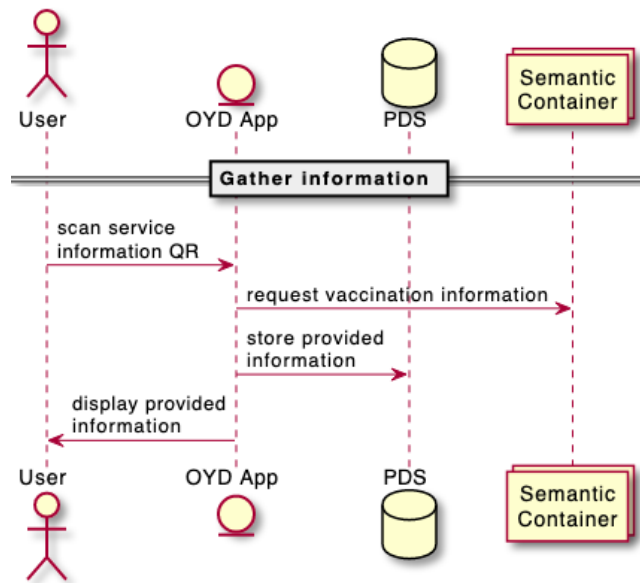 User
OYD App
PDS
Semantic
Container
Gather information
scan service
information QR
request vaccination information
store provided
information
display provided
information
User
OYD App
PDS
Semantic
Container